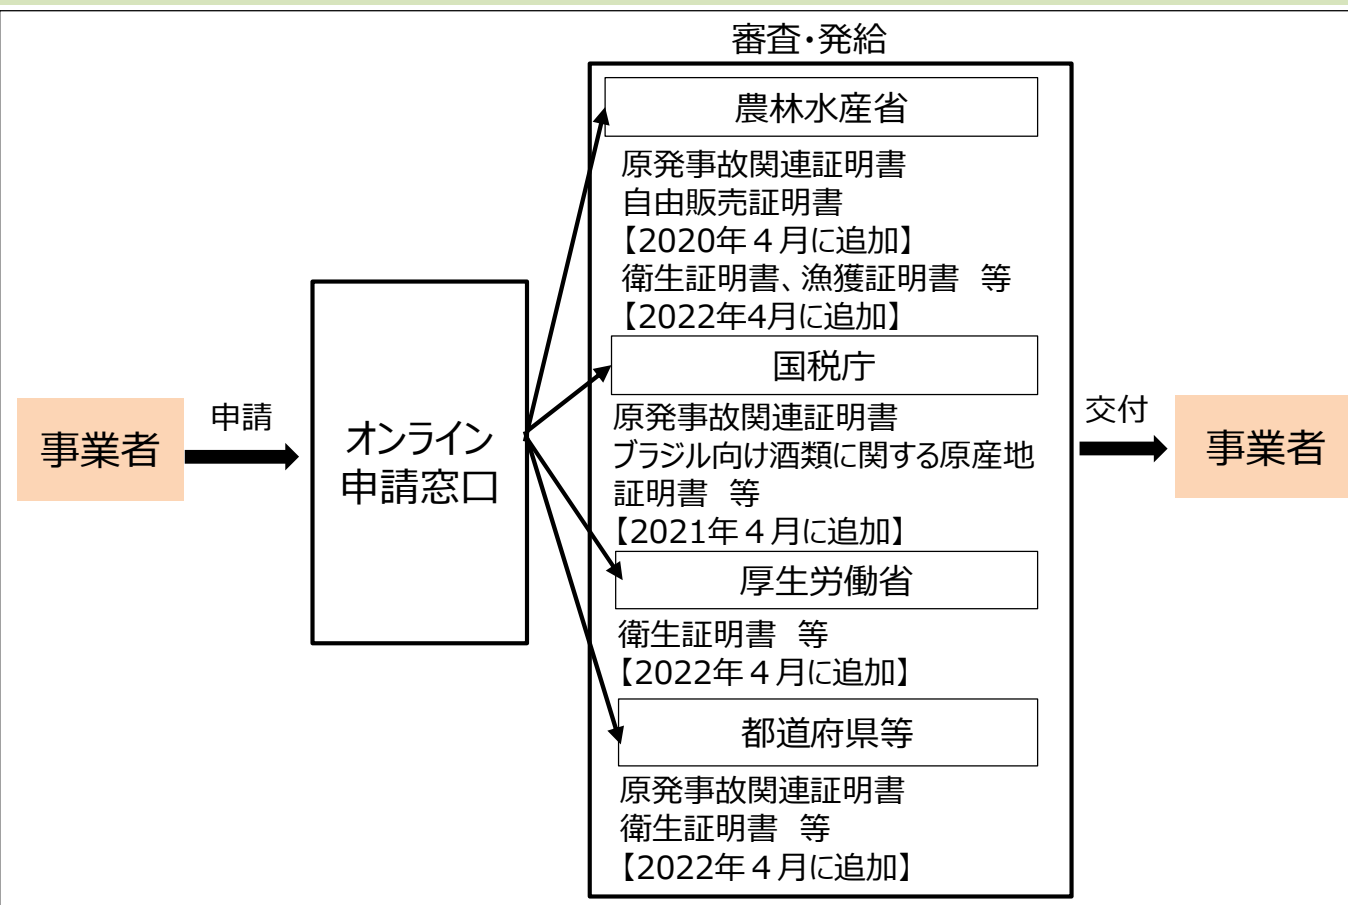 審査・発給
農林水産省
原発事故関連証明書
自由販売証明書
【2020年４月に追加】
衛生証明書、漁獲証明書　等
【2022年4月に追加】
国税庁
原発事故関連証明書
ブラジル向け酒類に関する原産地
証明書　等
【2021年４月に追加】
厚生労働省
衛生証明書　等
【2022年４月に追加】
都道府県等
原発事故関連証明書
衛生証明書　等
【2022年４月に追加】
事業者
申請
オンライン
申請窓口
交付
事業者